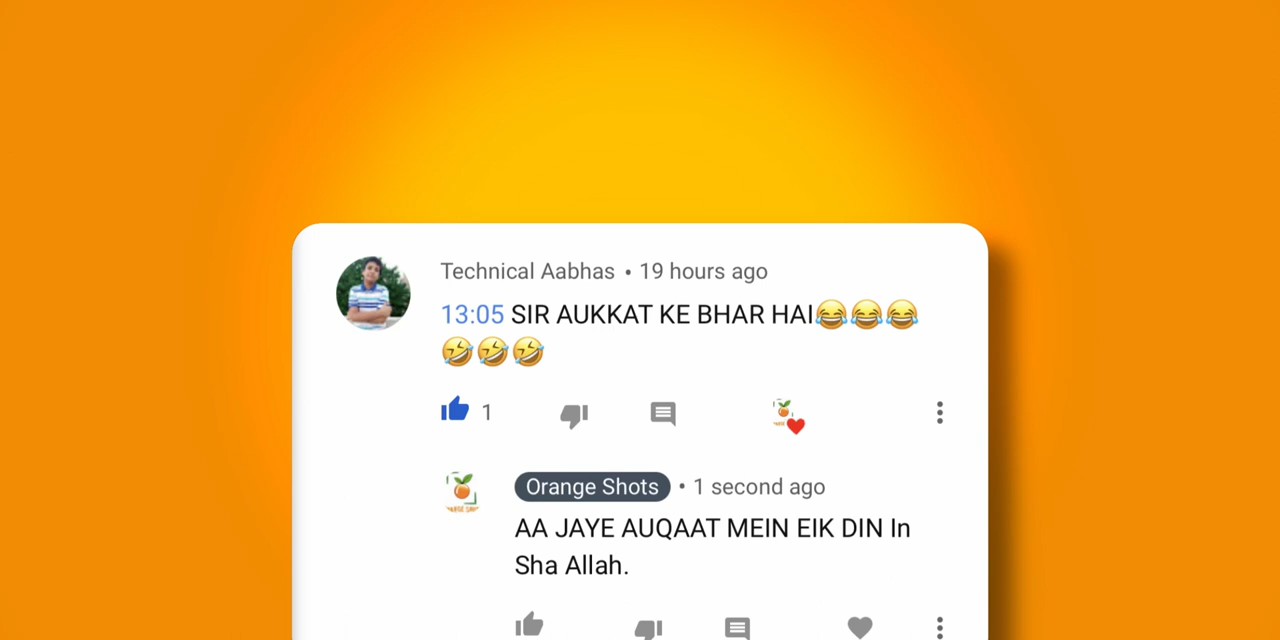 Technical Aabhas • 19 hours ago
13:05 SIR AUKKAT KE BHAR HAI😂😂😂
🤣🤣🤣
1
Orange Shots • 1 second ago
AA JAYE AUQAAT MEIN EIK DIN In
Sha Allah.